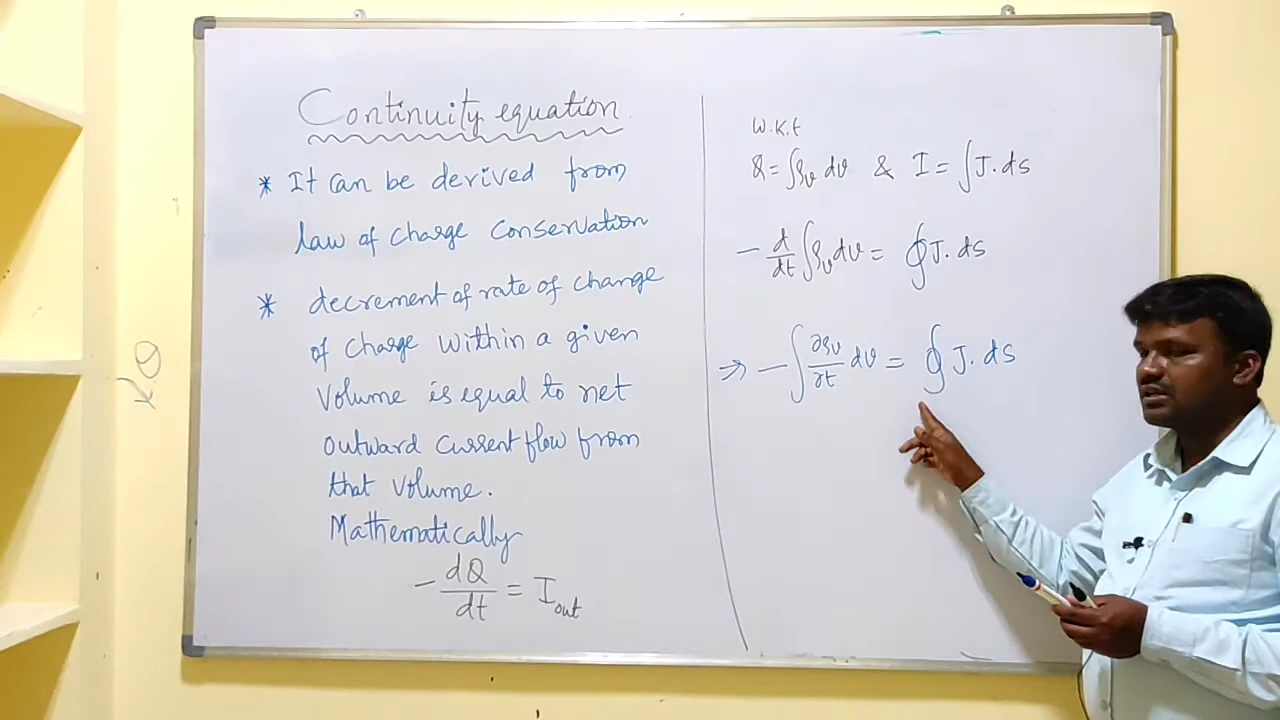 Continuity equation.
* It can be derived from
law of charge conservation
* decrement of rate of change
of charge within a given
volume is equal to net
outward current flow from
that volume.
Mathematically
- dQ/dt = I_out
W.K.t
Q = ∫ρ_v dv & I = ∫J. ds
- d/dt ∫ρ_v dv = ∮J. ds
⇒ - ∫ ∂ρ_v/∂t dv = ∮ J. ds